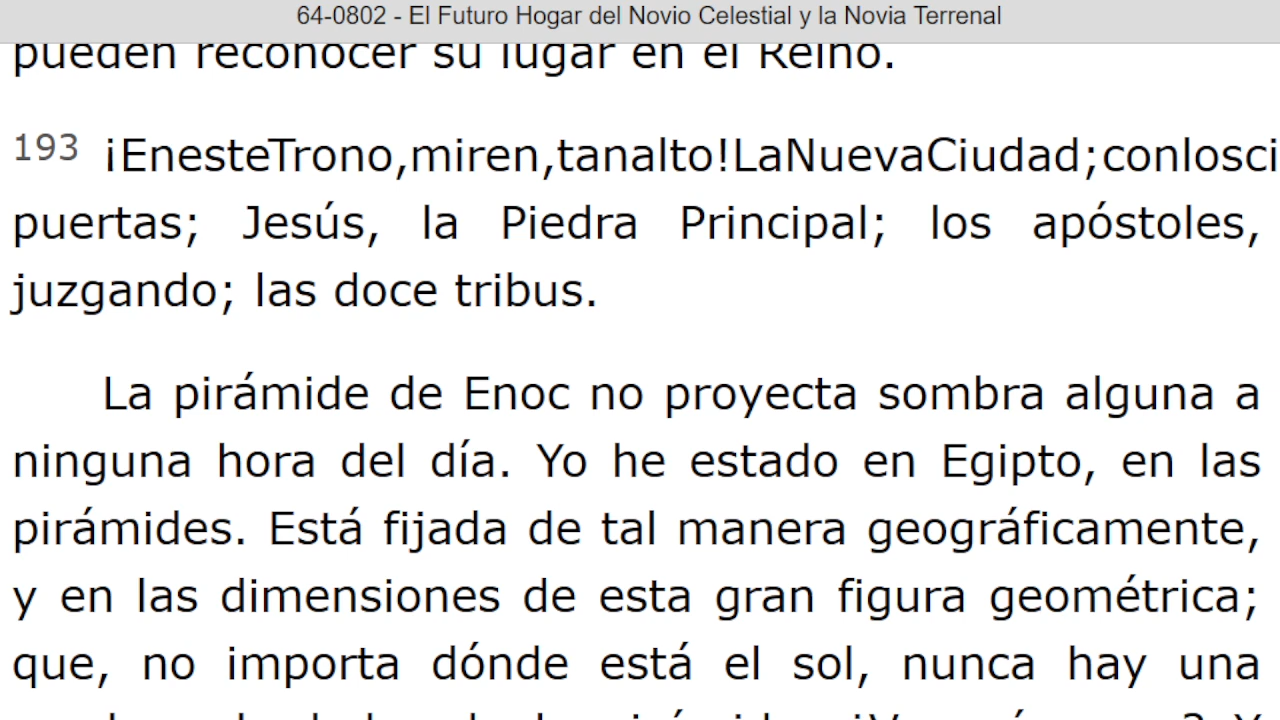 64-0802 - El Futuro Hogar del Novio Celestial y la Novia Terrenal
pueden reconocer su lugar en el Reino.
193 ¡EnesteTrono,miren,tanalto!LaNuevaCiudad;conlosci
puertas; Jesús, la Piedra Principal; los apóstoles,
juzgando; las doce tribus.
La pirámide de Enoc no proyecta sombra alguna a
ninguna hora del día. Yo he estado en Egipto, en las
pirámides. Está fijada de tal manera geográficamente,
y en las dimensiones de esta gran figura geométrica;
que, no importa dónde está el sol, nunca hay una